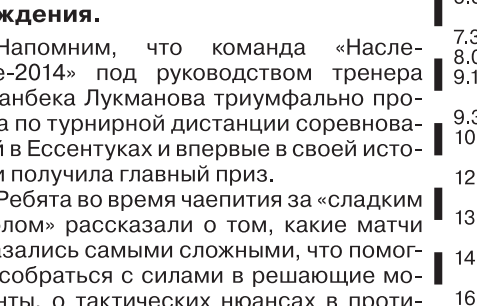 ждения.
Напомним, что команда «Насле-
е-2014» под руководством тренера
анбека Лукманова триумфально про-
а по турнирной дистанции соревнова-
й в Ессентуках и впервые в своей исто-
и получила главный приз.
Ребята во время чаепития за «сладким
лом» рассказали о том, какие матчи
азались самыми сложными, что помог-
собраться с силами в решающие мо-
нты, о тактических нюансах в проти-
7.3
8.0
9.1
9.3
10
12
13
14
16